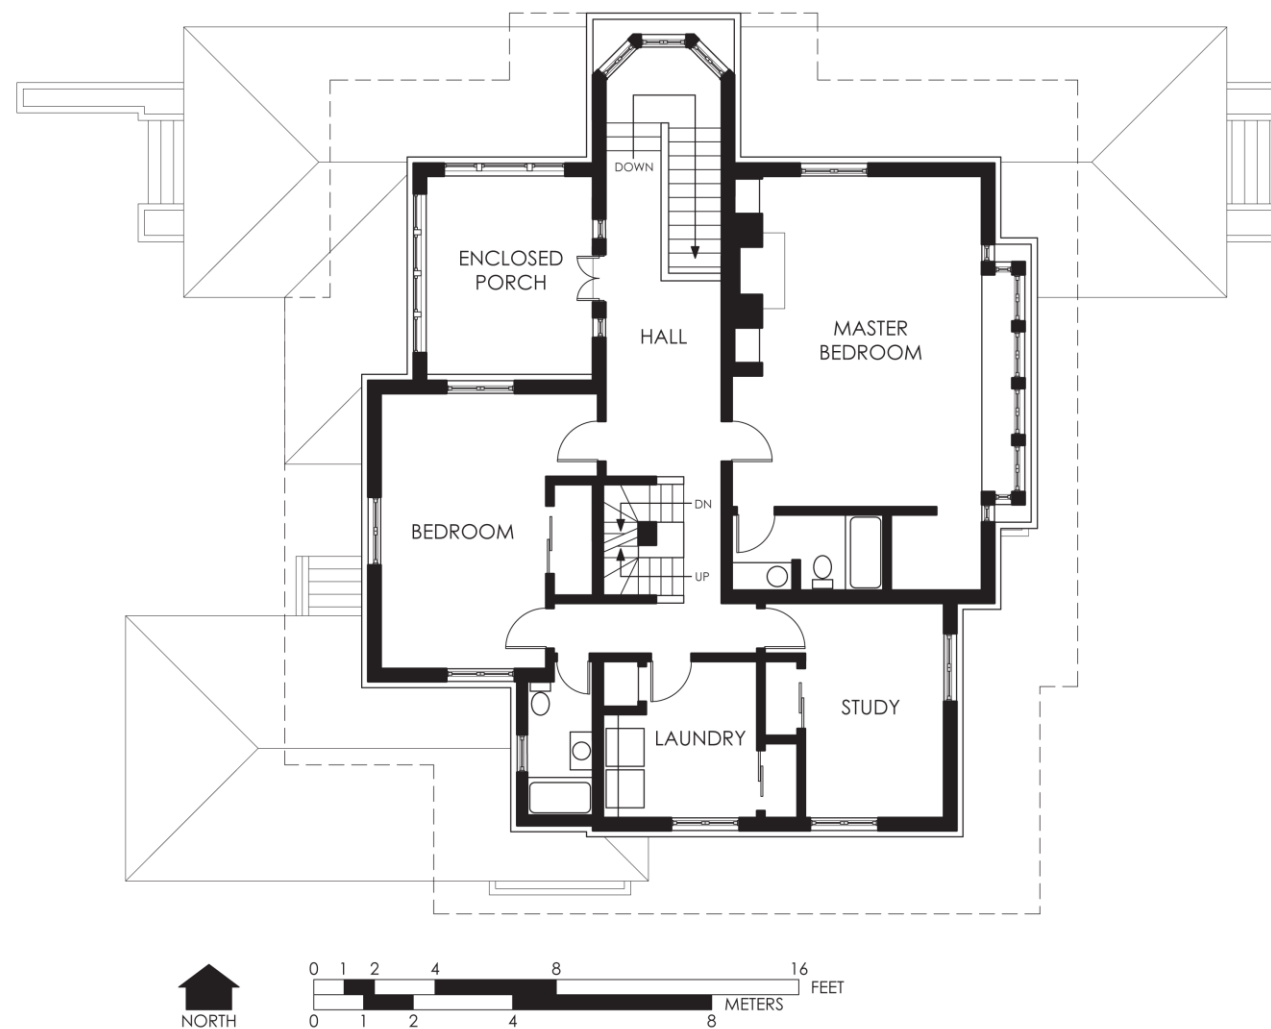 DOWN
ENCLOSED
PORCH
HALL
MASTER
BEDROOM
DN
BEDROOM
UP
STUDY
LAUNDRY
0 1 2 4 8 16
FEET
METERS
NORTH
0 1 2 4 8